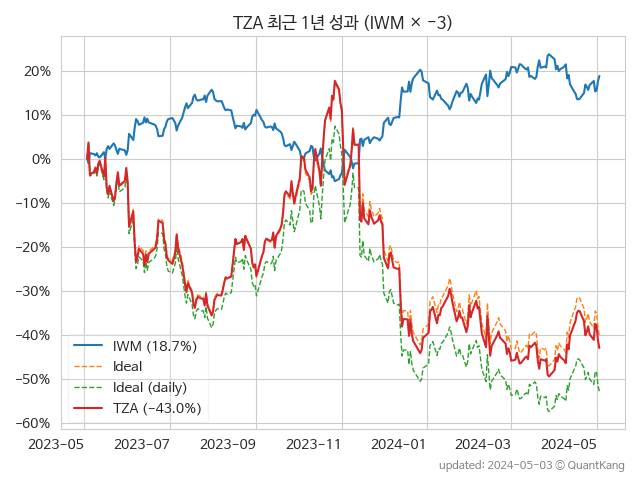 TZA 최근 1년 성과 (IWM × −3)
20%
10%
0%
−10%
−20%
−30%
−40%
−50%
−60%
IWM (18.7%)
Ideal
Ideal (daily)
TZA (−43.0%)
2023-05
2023-07
2023-09
2023-11
2024-01
2024-03
2024-05
updated: 2024-05-03 ⓒ QuantKang